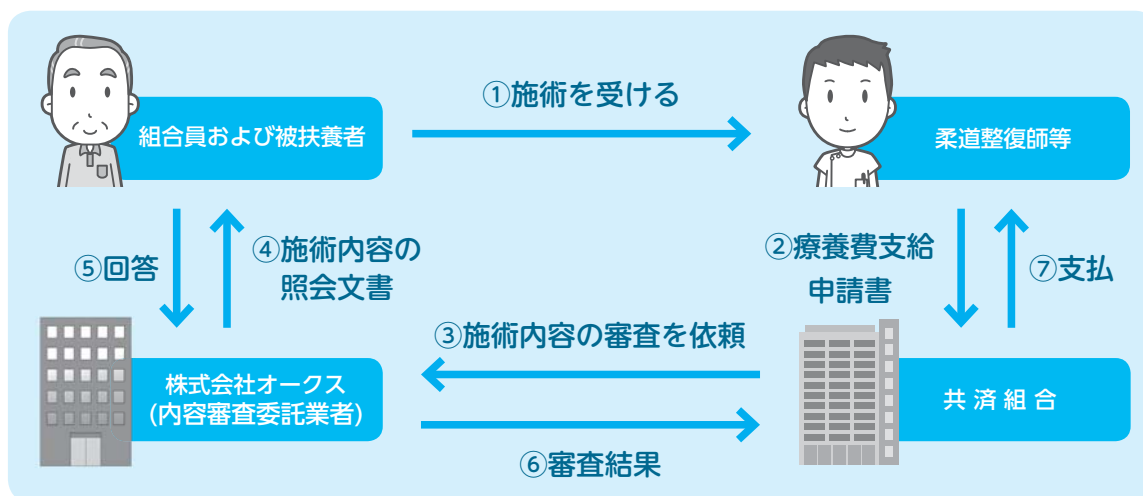 ①施術を受ける
組合員および被扶養者
柔道整復師等
⑤回答
④施術内容の
照会文書
②療養費支給
申請書
⑦支払
③施術内容の審査を依頼
株式会社オークス
(内容審査委託業者)
共済組合
⑥審査結果